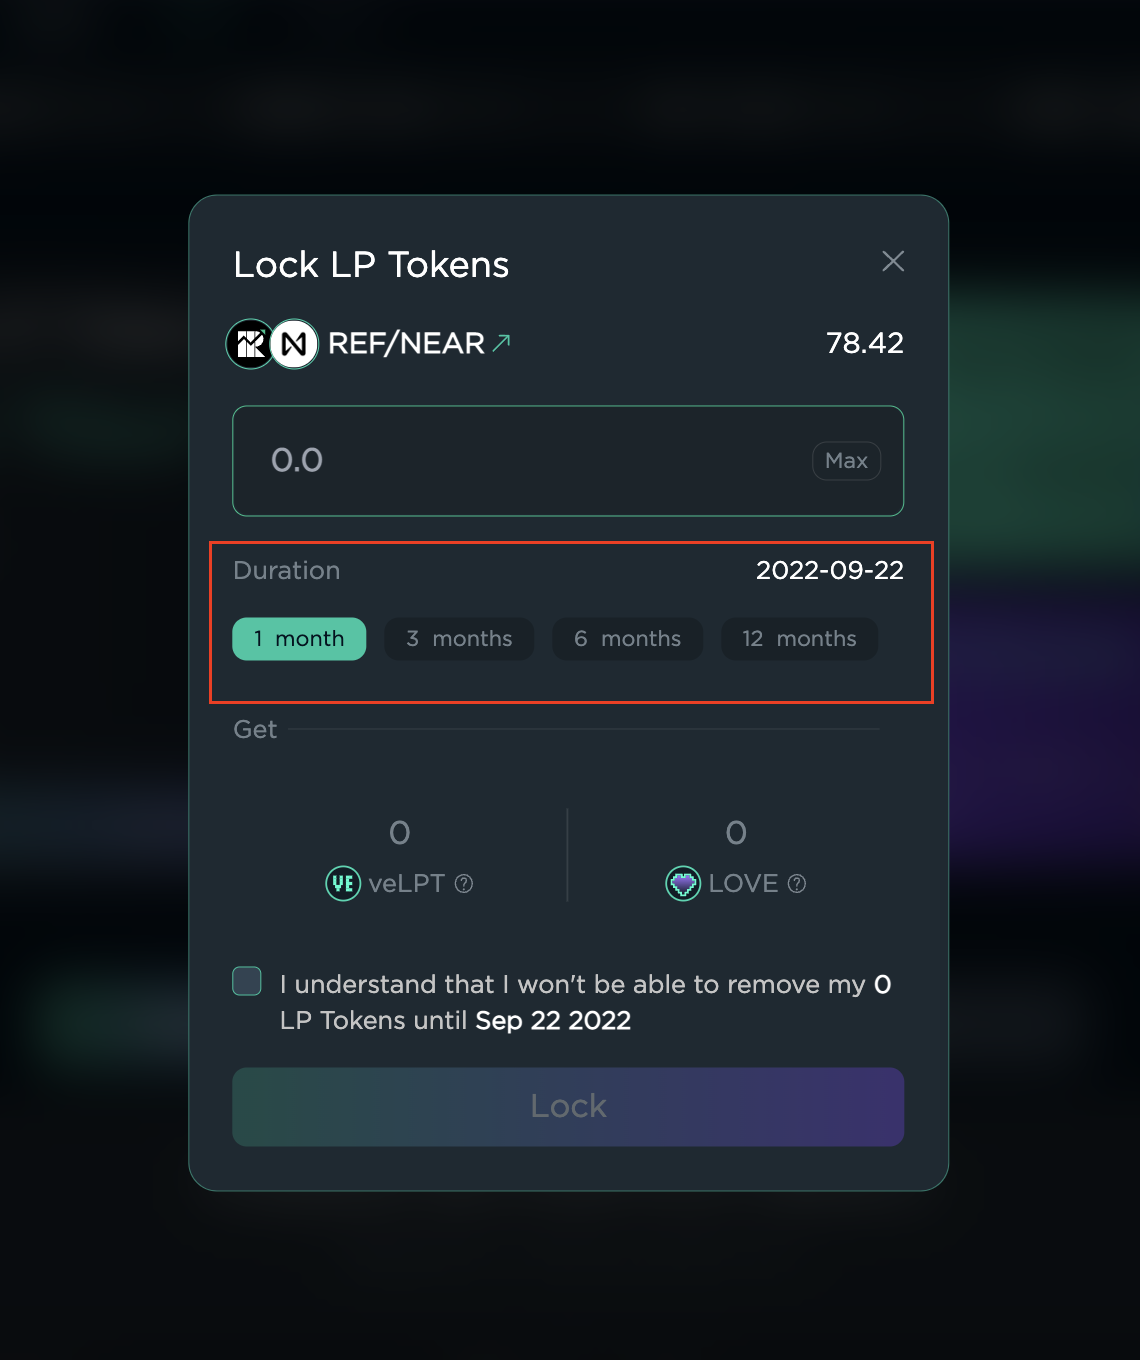 Lock LP Tokens
REF/NEAR 78.42
0.0 Max
Duration 2022-09-22
1 month 3 months 6 months 12 months
Get
0 0
VE veLPT ? LOVE ?
I understand that I won't be able to remove my 0
LP Tokens until Sep 22 2022
Lock